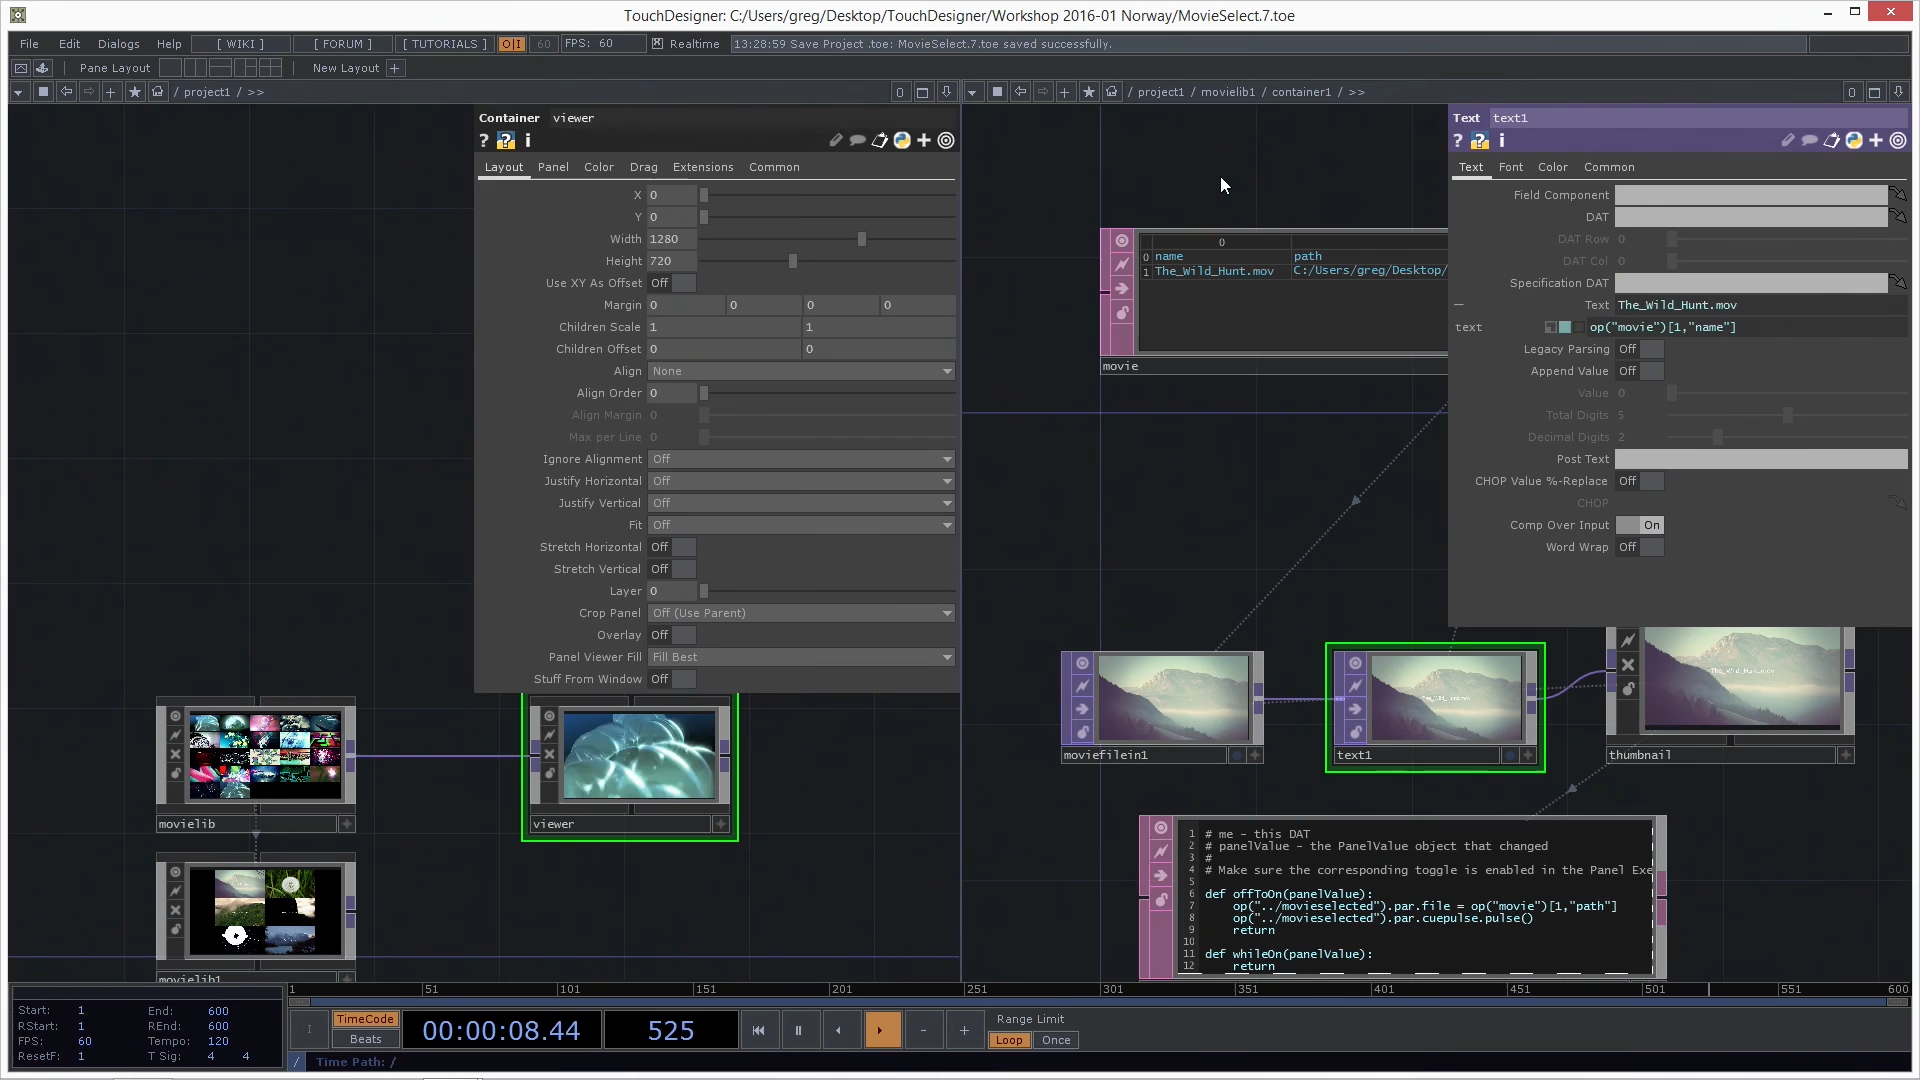 TouchDesigner: C:/Users/greg/Desktop/TouchDesigner/Workshop 2016-01 Norway/MovieSelect.7.toe
File Edit Dialogs Help [ WIKI ] [ FORUM ] [ TUTORIALS ] O|I 60 FPS: 60 Realtime 13:28:59 Save Project .toe: MovieSelect.7.toe saved successfully.
Pane Layout New Layout +
/ project1 / >> 0
/ project1 / movielib1 / container1 / >> 0
Container viewer
? ? i
Layout Panel Color Drag Extensions Common
X 0
Y 0
Width 1280
Height 720
Use XY As Offset Off
Margin 0 0 0 0
Children Scale 1 1
Children Offset 0 0
Align None
Align Order 0
Align Margin 0
Max per Line 0
Ignore Alignment Off
Justify Horizontal Off
Justify Vertical Off
Fit Off
Stretch Horizontal Off
Stretch Vertical Off
Layer 0
Crop Panel Off (Use Parent)
Overlay Off
Panel Viewer Fill Fill Best
Stuff From Window Off
movielib
viewer
movielib1
0
0 name path
1 The_Wild_Hunt.mov C:/Users/greg/Desktop/
movie
Text text1
? ? i
Text Font Color Common
Field Component
DAT
DAT Row 0
DAT Col 0
Specification DAT
Text The_Wild_Hunt.mov
text op("movie")[1,"name"]
Legacy Parsing Off
Append Value Off
Value 0
Total Digits 5
Decimal Digits 2
Post Text
CHOP Value %-Replace Off
CHOP
Comp Over Input On
Word Wrap Off
The_Wild_Hunt.mov
The_Wild_Hunt.mov
moviefilein1
text1
thumbnail
1 # me - this DAT
2 # panelValue - the PanelValue object that changed
3 #
4 # Make sure the corresponding toggle is enabled in the Panel Exe
5
6 def offToOn(panelValue):
7 op("../movieselected").par.file = op("movie")[1,"path"]
8 op("../movieselected").par.cuepulse.pulse()
9 return
10
11 def whileOn(panelValue):
12 return
1 51 101 151 201 251 301 351 401 451 501 551 600
Start: 1 End: 600
RStart: 1 REnd: 600
FPS: 60 Tempo: 120
ResetF: 1 T Sig: 4 4
TimeCode
Beats
00:00:08.44
525
- +
Range Limit
Loop Once
/ Time Path: /